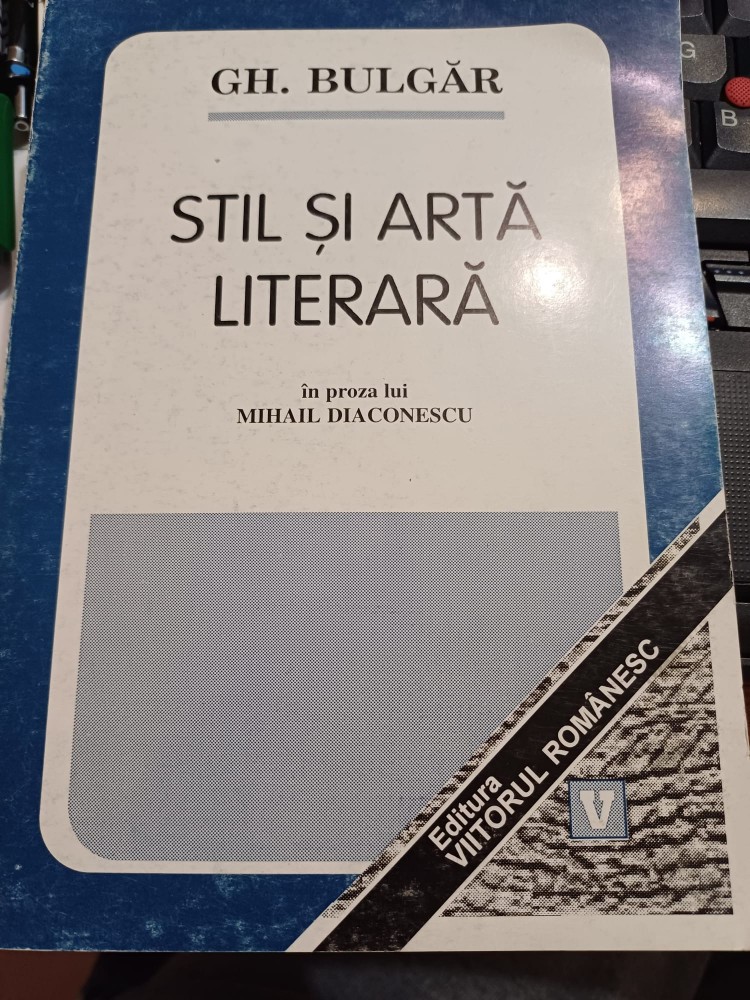 GH. BULGĂR
STIL ȘI ARTĂ
LITERARĂ
în proza lui
MIHAIL DIACONESCU
Editura
VIITORUL ROMÂNESC
V
G
B